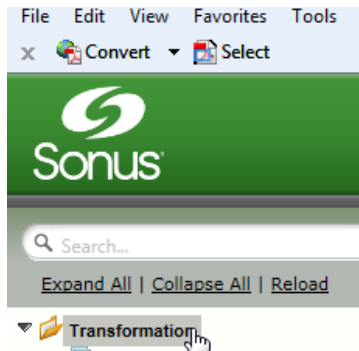 File Edit View Favorites Tools
x Convert Select
Sonus
Search...
Expand All | Collapse All | Reload
Transformation